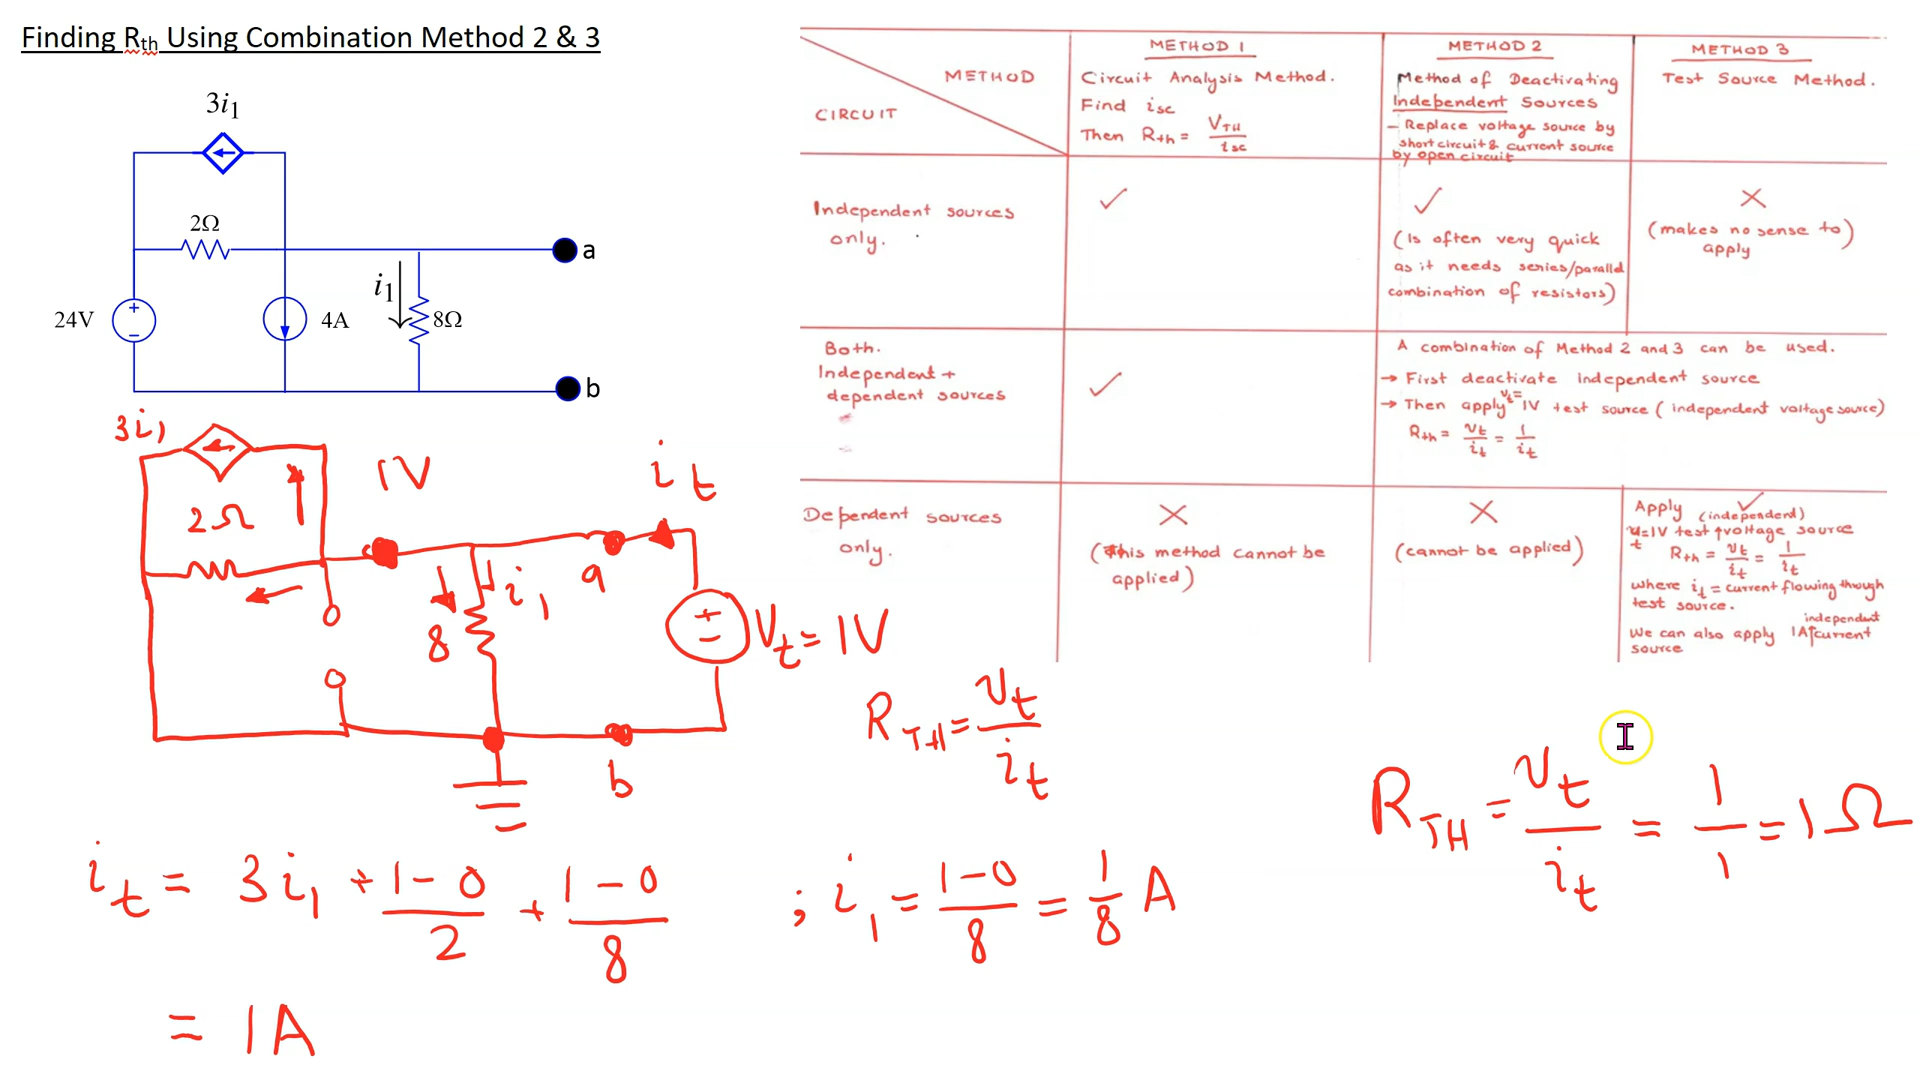 Finding Rth Using Combination Method 2 & 3
3i1
2Ω
a
i1
24V
4A
8Ω
b
METHOD
CIRCUIT
METHOD 1
Circuit Analysis Method.
Find isc
Then Rth = VTH / isc
METHOD 2
Method of Deactivating
Independent Sources
– Replace voltage source by
short circuit & current source
by open circuit
METHOD 3
Test Source Method.
Independent sources
only.
✓
✓
(Is often very quick
as it needs series/parallel
combination of resistors)
X
(makes no sense to)
apply
Both.
Independent +
dependent sources
✓
A combination of Method 2 and 3 can be used.
→ First deactivate independent source
→ Then apply vt= 1V test source (independent voltage source)
Rth = vt / it = 1 / it
Dependent sources
only.
X
(This method cannot be
applied)
X
(cannot be applied)
✓
Apply (independent)
vt=1V test ↑voltage source
Rth = vt / it = 1 / it
where it = current flowing through
test source.
independent
We can also apply 1A↑current
source
3i1
2Ω
1V
it
a
i1
8
+
–
Vt = 1V
b
RTH = vt / it
it = 3i1 + 1-0 / 2 + 1-0 / 8 ; i1 = 1-0 / 8 = 1/8 A
= 1A
RTH = vt / it = 1/1 = 1Ω